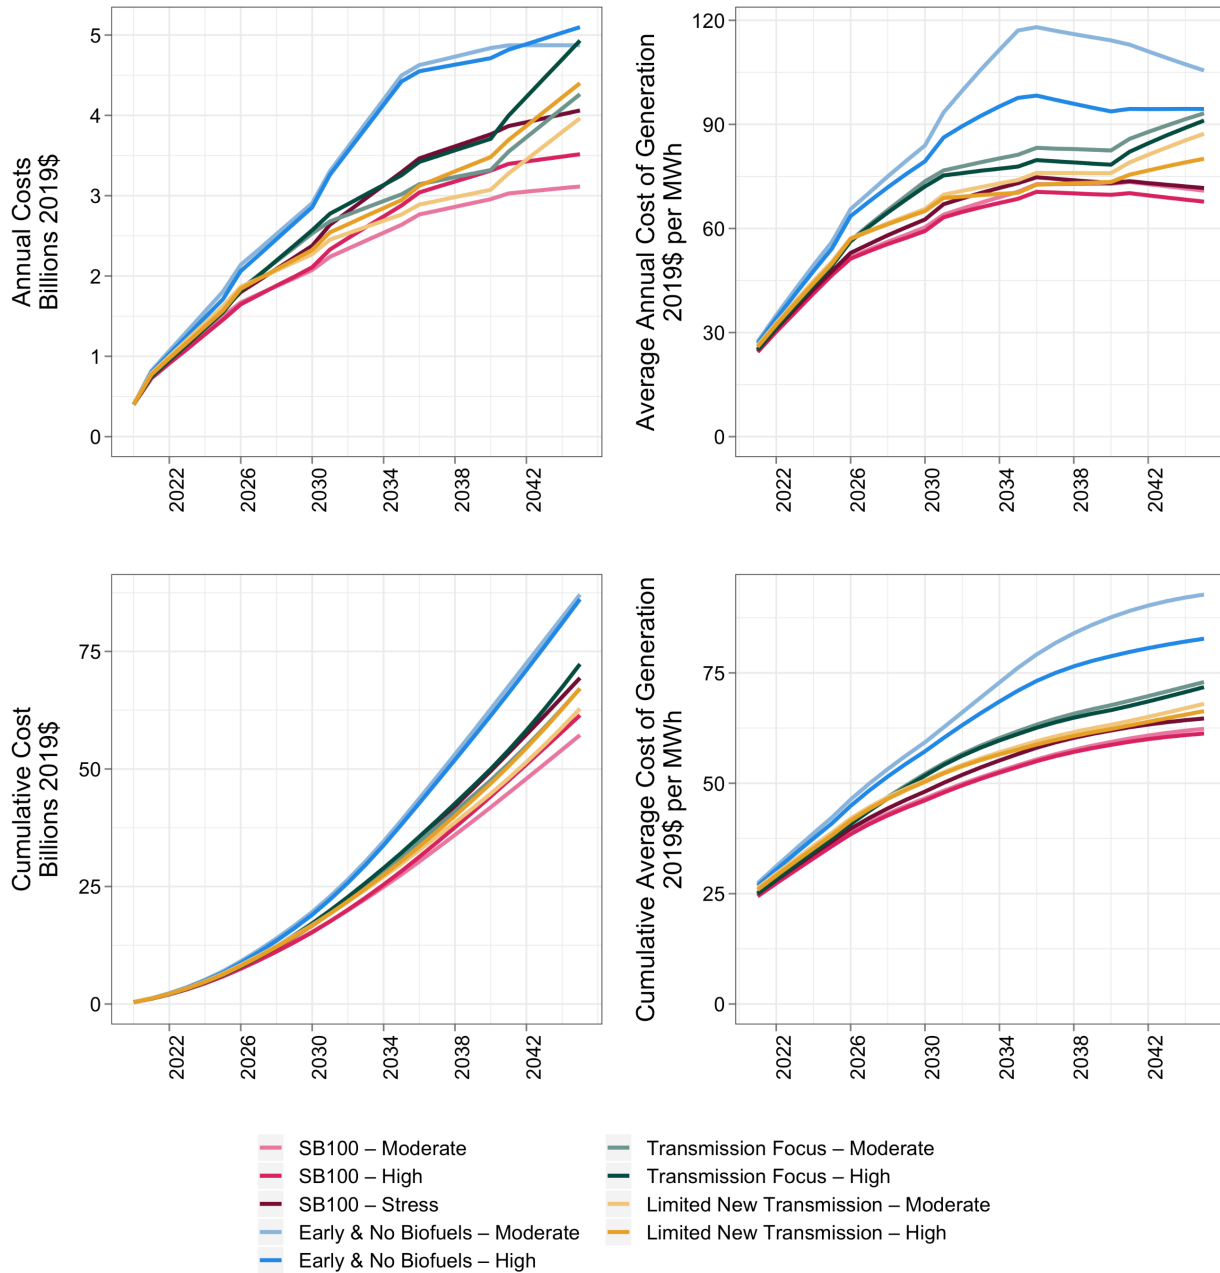 Annual Costs
Billions 2019$
5
4
3
2
1
0
2022
2026
2030
2034
2038
2042
Average Annual Cost of Generation
2019$ per MWh
120
90
60
30
0
2022
2026
2030
2034
2038
2042
Cumulative Cost
Billions 2019$
75
50
25
0
2022
2026
2030
2034
2038
2042
Cumulative Average Cost of Generation
2019$ per MWh
75
50
25
0
2022
2026
2030
2034
2038
2042
SB100 – Moderate
SB100 – High
SB100 – Stress
Early & No Biofuels – Moderate
Early & No Biofuels – High
Transmission Focus – Moderate
Transmission Focus – High
Limited New Transmission – Moderate
Limited New Transmission – High